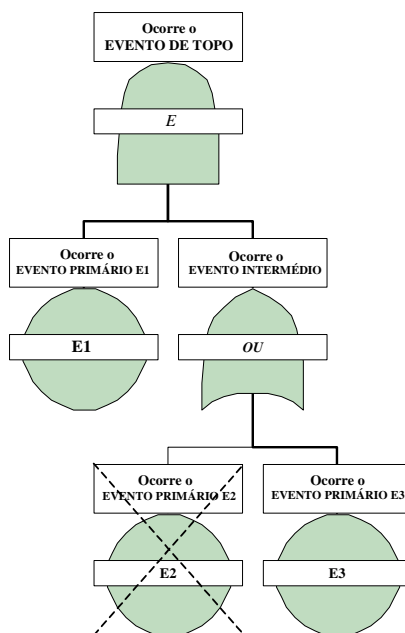 Ocorre o
EVENTO DE TOPO
E
Ocorre o
EVENTO PRIMÁRIO E1
E1
Ocorre o
EVENTO INTERMÉDIO
OU
Ocorre o
EVENTO PRIMÁRIO E2
E2
Ocorre o
EVENTO PRIMÁRIO E3
E3